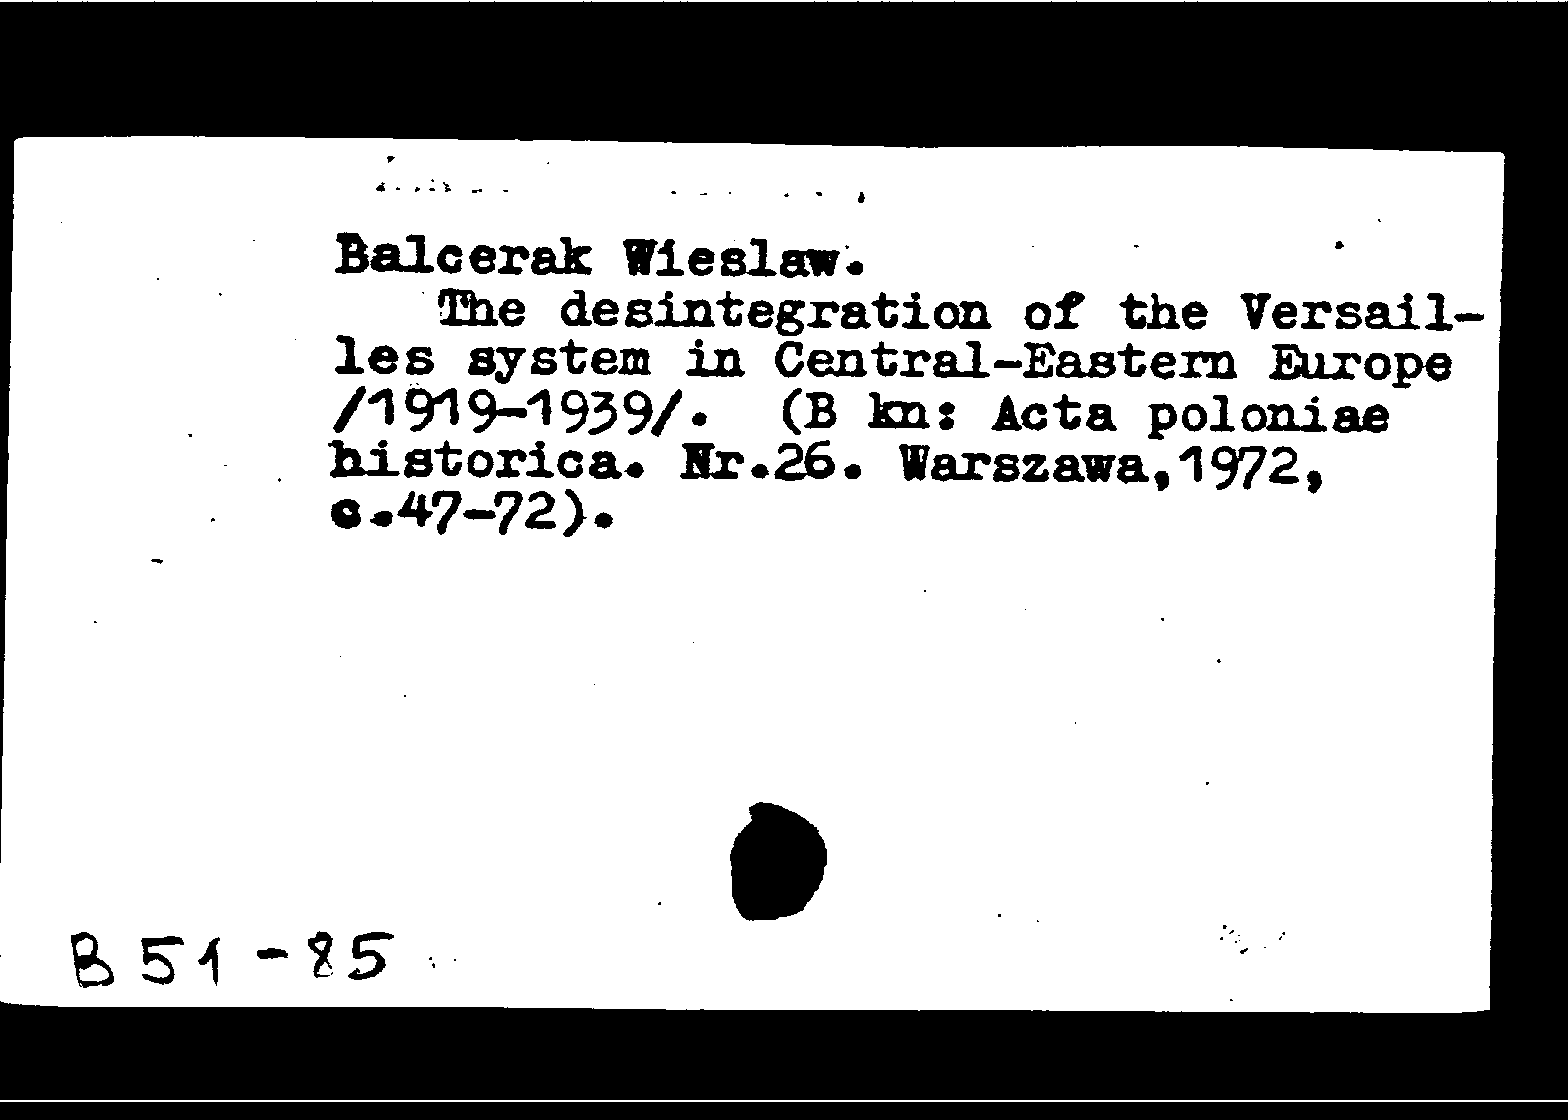 Balcerak Wieslaw.
The desintegration of the Versail-
les system in Central-Eastern Europe
/1919-1939/. (В кн: Acta poloniae
historica. Nr.26. Warszawa,1972,
с.47-72).
B 51 - 85